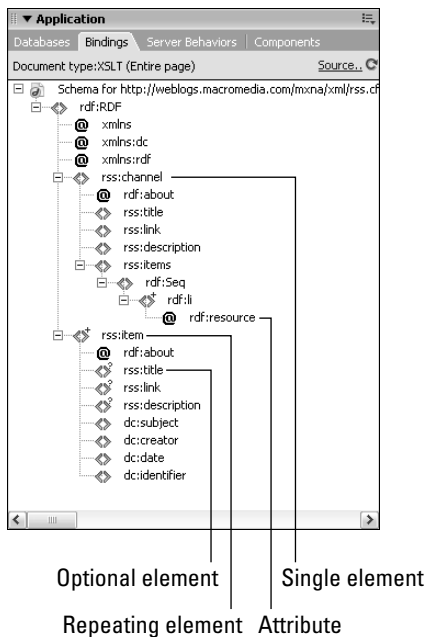 Application
Databases Bindings Server Behaviors Components
Document type:XSLT (Entire page) Source..
Schema for http://weblogs.macromedia.com/mxna/xml/rss.cf
rdf:RDF
@ xmlns
@ xmlns:dc
@ xmlns:rdf
rss:channel
@ rdf:about
rss:title
rss:link
rss:description
rss:items
rdf:Seq
rdf:li
@ rdf:resource
rss:item
@ rdf:about
rss:title
rss:link
rss:description
dc:subject
dc:creator
dc:date
dc:identifier
Optional element Single element
Repeating element Attribute